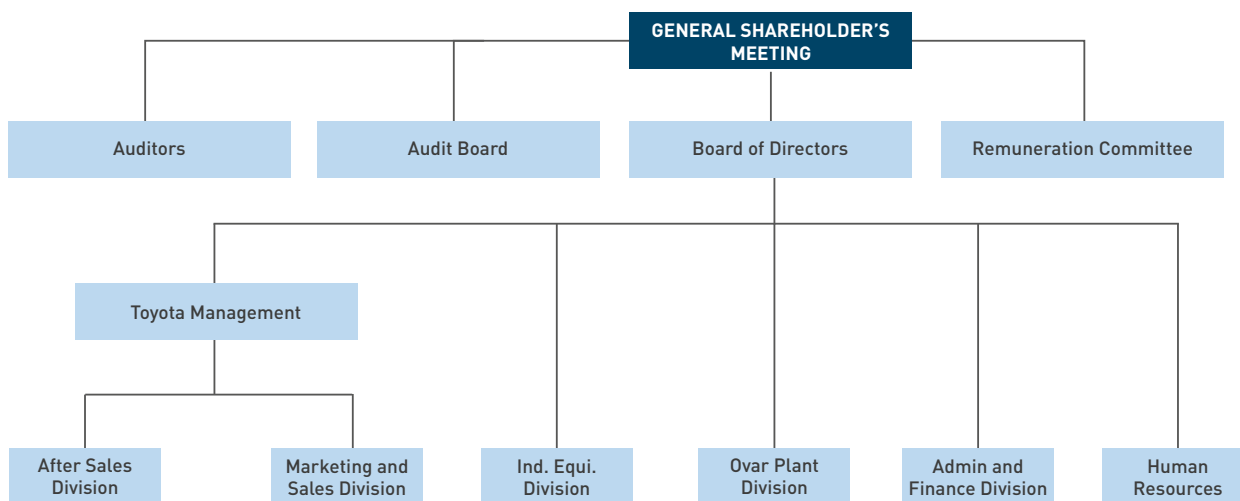 GENERAL SHAREHOLDER'S
MEETING
Auditors
Audit Board
Board of Directors
Remuneration Committee
Toyota Management
After Sales
Division
Marketing and
Sales Division
Ind. Equi.
Division
Ovar Plant
Division
Admin and
Finance Division
Human
Resources